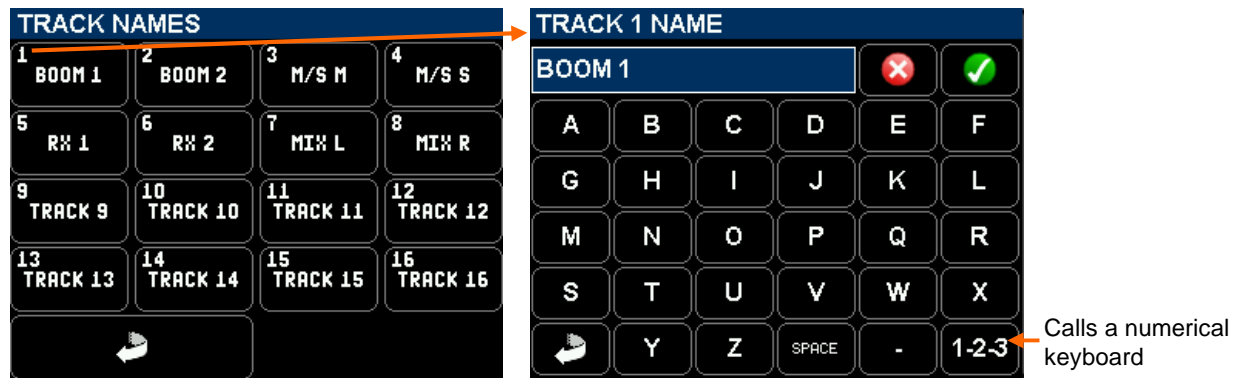 TRACK NAMES
1 BOOM 1 2 BOOM 2 3 M/S M 4 M/S S
5 RX 1 6 RX 2 7 MIX L 8 MIX R
9 TRACK 9 10 TRACK 10 11 TRACK 11 12 TRACK 12
13 TRACK 13 14 TRACK 14 15 TRACK 15 16 TRACK 16
TRACK 1 NAME
BOOM 1
A B C D E F
G H I J K L
M N O P Q R
S T U V W X
Y Z SPACE - 1-2-3
Calls a numerical
keyboard